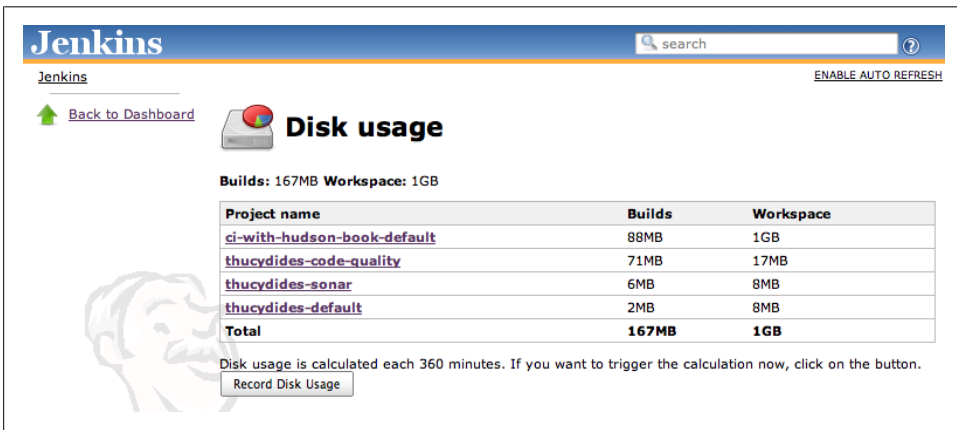 Jenkins
search
Jenkins
ENABLE AUTO REFRESH
Back to Dashboard
Disk usage
Builds: 167MB Workspace: 1GB
Project name Builds Workspace
ci-with-hudson-book-default 88MB 1GB
thucydides-code-quality 71MB 17MB
thucydides-sonar 6MB 8MB
thucydides-default 2MB 8MB
Total 167MB 1GB
Disk usage is calculated each 360 minutes. If you want to trigger the calculation now, click on the button.
Record Disk Usage